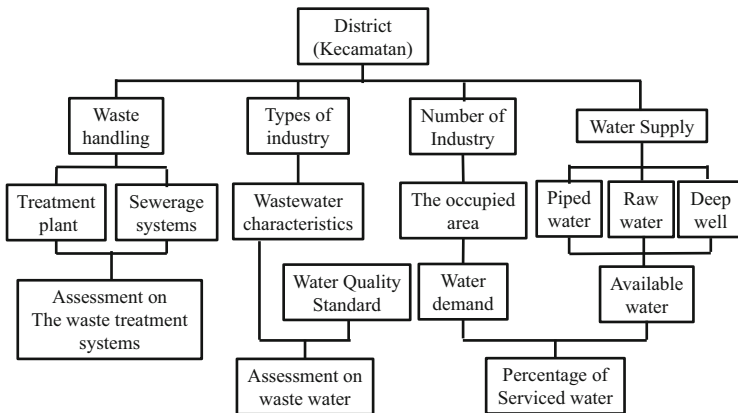 District
(Kecamatan)
Waste
handling
Types of
industry
Number of
Industry
Water Supply
Treatment
plant
Sewerage
systems
Wastewater
characteristics
The occupied
area
Piped
water
Raw
water
Deep
well
Assessment on
The waste treatment
systems
Water Quality
Standard
Water
demand
Available
water
Assessment on
waste water
Percentage of
Serviced water